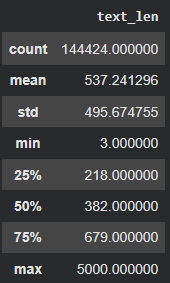 text_len
count 144424.000000
mean 537.241296
std 495.674755
min 3.000000
25% 218.000000
50% 382.000000
75% 679.000000
max 5000.000000